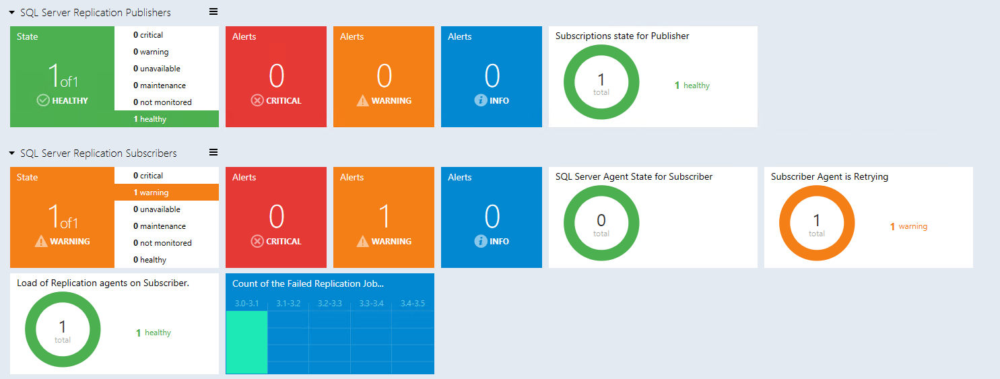 SQL Server Replication Publishers
State
1of1
HEALTHY
0 critical
0 warning
0 unavailable
0 maintenance
0 not monitored
1 healthy
Alerts
0
CRITICAL
Alerts
0
WARNING
Alerts
0
INFO
Subscriptions state for Publisher
1
total
1 healthy
SQL Server Replication Subscribers
State
1of1
WARNING
0 critical
1 warning
0 unavailable
0 maintenance
0 not monitored
0 healthy
Alerts
0
CRITICAL
Alerts
1
WARNING
Alerts
0
INFO
SQL Server Agent State for Subscriber
0
total
Subscriber Agent is Retrying
1
total
1 warning
Load of Replication agents on Subscriber.
1
total
1 healthy
Count of the Failed Replication Job...
3.0-3.1 3.1-3.2 3.2-3.3 3.3-3.4 3.4-3.5